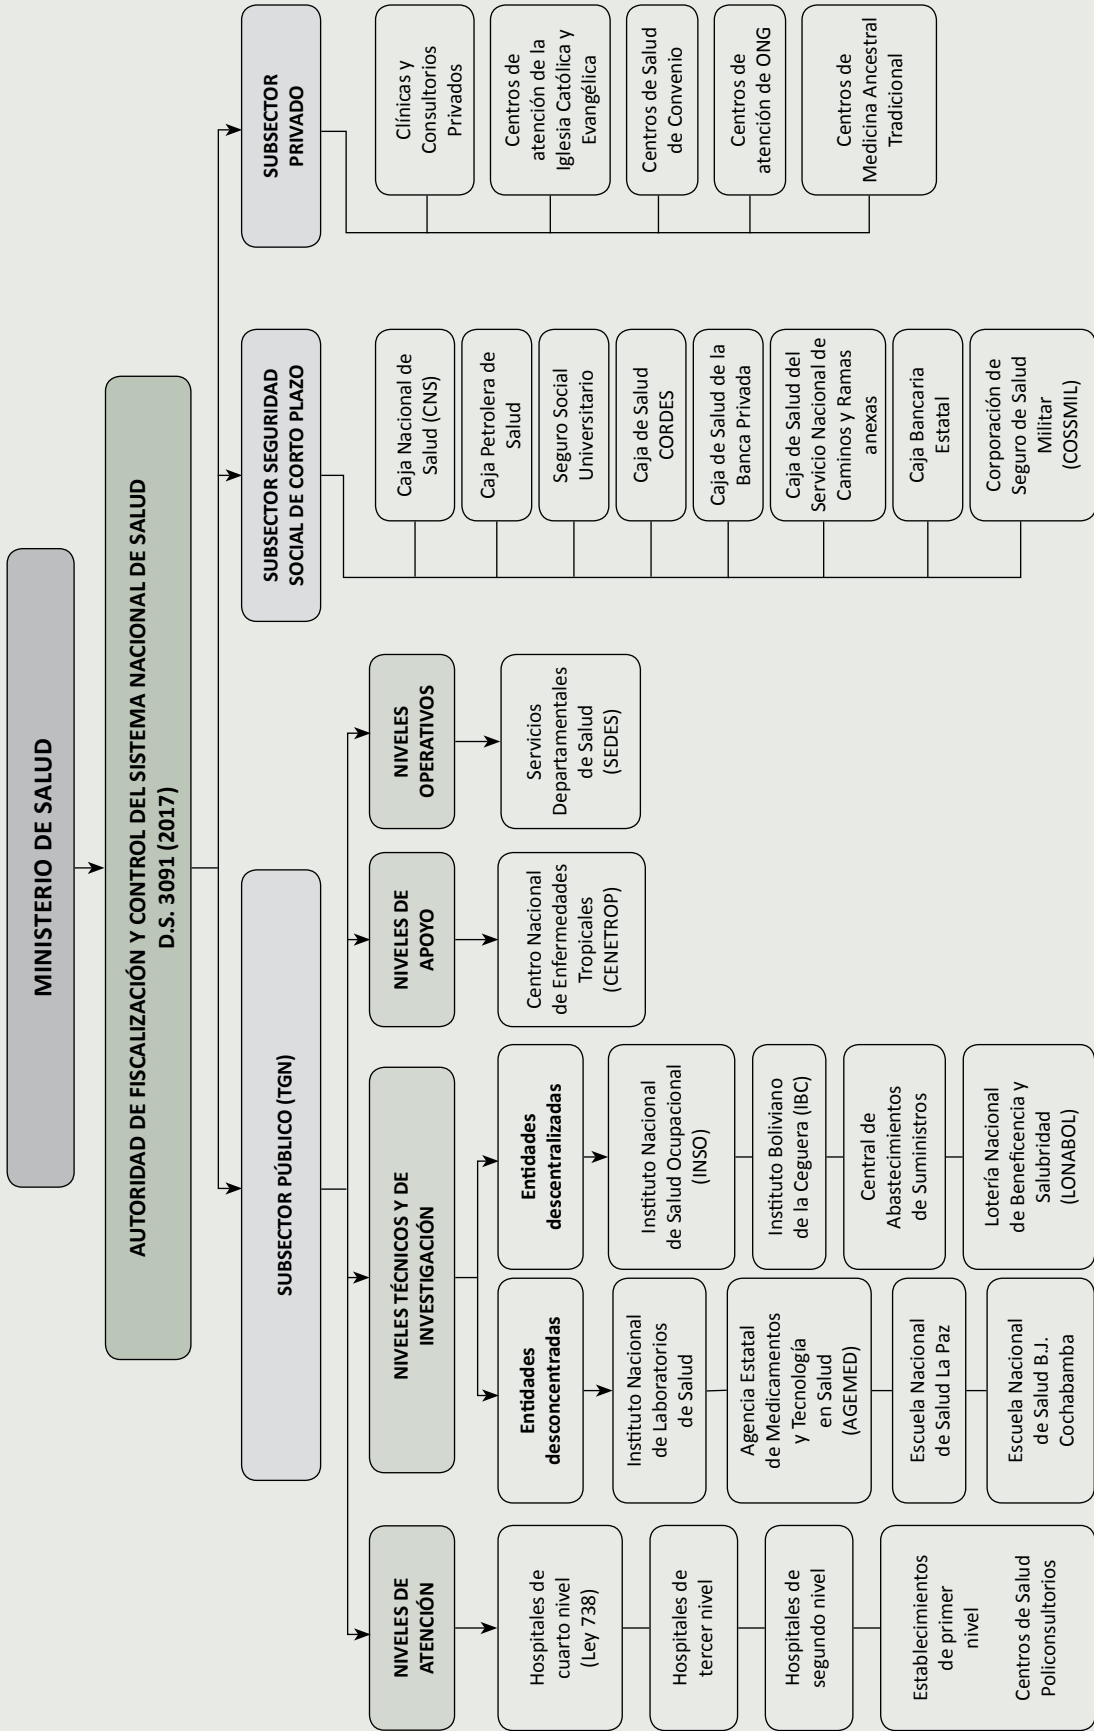 MINISTERIO DE SALUD
AUTORIDAD DE FISCALIZACIÓN Y CONTROL DEL SISTEMA NACIONAL DE SALUD
D.S. 3091 (2017)
SUBSECTOR PÚBLICO (TGN)
NIVELES DE
ATENCIÓN
Hospitales de
cuarto nivel
(Ley 738)
Hospitales de
tercer nivel
Hospitales de
segundo nivel
Establecimientos
de primer
nivel
Centros de Salud
Policonsultorios
NIVELES TÉCNICOS Y DE
INVESTIGACIÓN
Entidades
desconcentradas
Instituto Nacional
de Laboratorios
de Salud
Agencia Estatal
de Medicamentos
y Tecnología
en Salud
(AGEMED)
Escuela Nacional
de Salud La Paz
Escuela Nacional
de Salud B.J.
Cochabamba
Entidades
descentralizadas
Instituto Nacional
de Salud Ocupacional
(INSO)
Instituto Boliviano
de la Ceguera (IBC)
Central de
Abastecimientos
de Suministros
Lotería Nacional
de Beneficencia y
Salubridad
(LONABOL)
NIVELES DE
APOYO
Centro Nacional
de Enfermedades
Tropicales
(CENETROP)
NIVELES
OPERATIVOS
Servicios
Departamentales
de Salud
(SEDES)
SUBSECTOR SEGURIDAD
SOCIAL DE CORTO PLAZO
Caja Nacional de
Salud (CNS)
Caja Petrolera de
Salud
Seguro Social
Universitario
Caja de Salud
CORDES
Caja de Salud de la
Banca Privada
Caja de Salud del
Servicio Nacional de
Caminos y Ramas
anexas
Caja Bancaria
Estatal
Corporación de
Seguro de Salud
Militar
(COSSMIL)
SUBSECTOR
PRIVADO
Clínicas y
Consultorios
Privados
Centros de
atención de la
Iglesia Católica y
Evangélica
Centros de Salud
de Convenio
Centros de
atención de ONG
Centros de
Medicina Ancestral
Tradicional